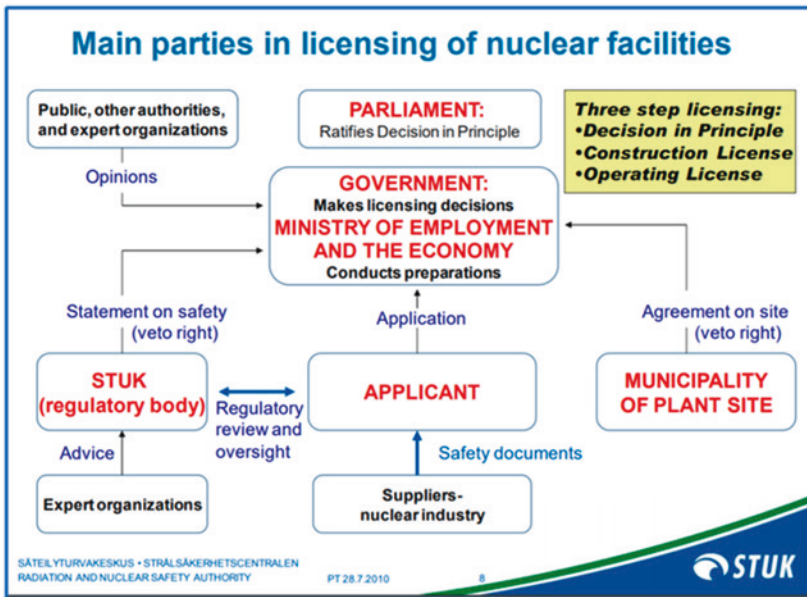 Main parties in licensing of nuclear facilities
Public, other authorities,
and expert organizations
PARLIAMENT:
Ratifies Decision in Principle
Three step licensing:
•Decision in Principle
•Construction License
•Operating License
Opinions
GOVERNMENT:
Makes licensing decisions
MINISTRY OF EMPLOYMENT
AND THE ECONOMY
Conducts preparations
Statement on safety
(veto right)
Application
Agreement on site
(veto right)
STUK
(regulatory body)
Regulatory
review and
oversight
APPLICANT
MUNICIPALITY
OF PLANT SITE
Advice
Safety documents
Expert organizations
Suppliers-
nuclear industry
SÄTEILYTURVAKESKUS • STRÅLSÄKERHETSCENTRALEN
RADIATION AND NUCLEAR SAFETY AUTHORITY
PT 28.7.2010
8
STUK